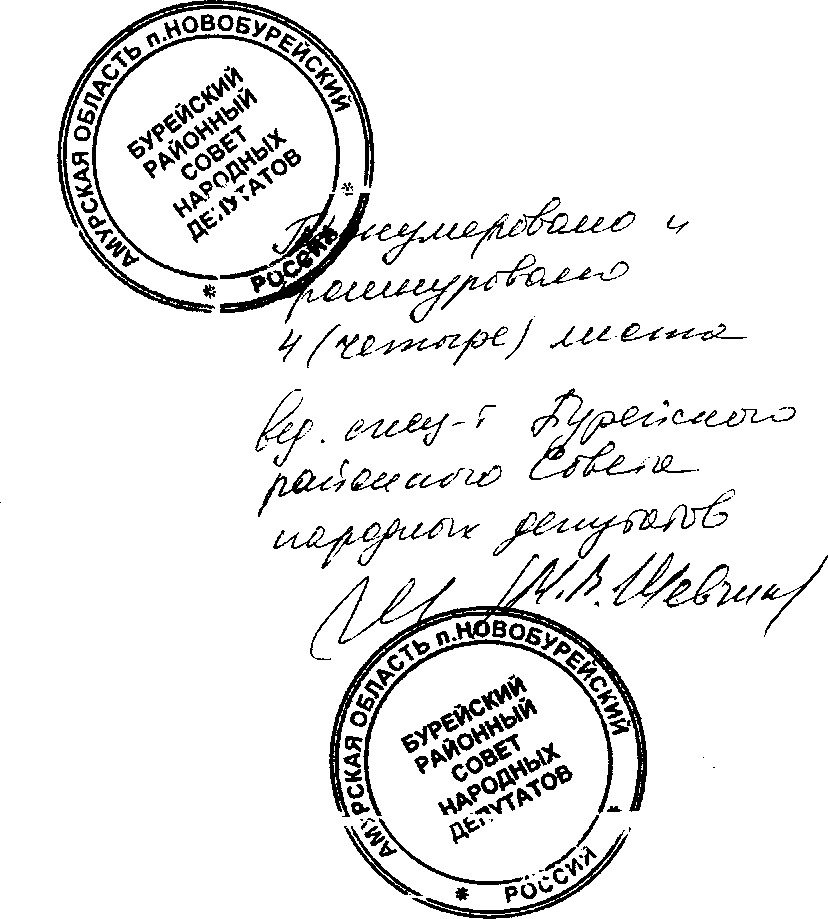 АМУРСКАЯ ОБЛАСТЬ п.НОВОБУРЕЙСКИЙ
БУРЕЙСКИЙ
РАЙОННЫЙ
СОВЕТ
НАРОДНЫХ
ДЕПУТАТОВ
* РОССИЯ *
Пронумеровано и
прошнуровано
4 (четыре) листа
вед. спец-т Бурейского
районного Совета
народных депутатов
АМУРСКАЯ ОБЛАСТЬ п.НОВОБУРЕЙСКИЙ
БУРЕЙСКИЙ
РАЙОННЫЙ
СОВЕТ
НАРОДНЫХ
ДЕПУТАТОВ
* РОССИЯ *